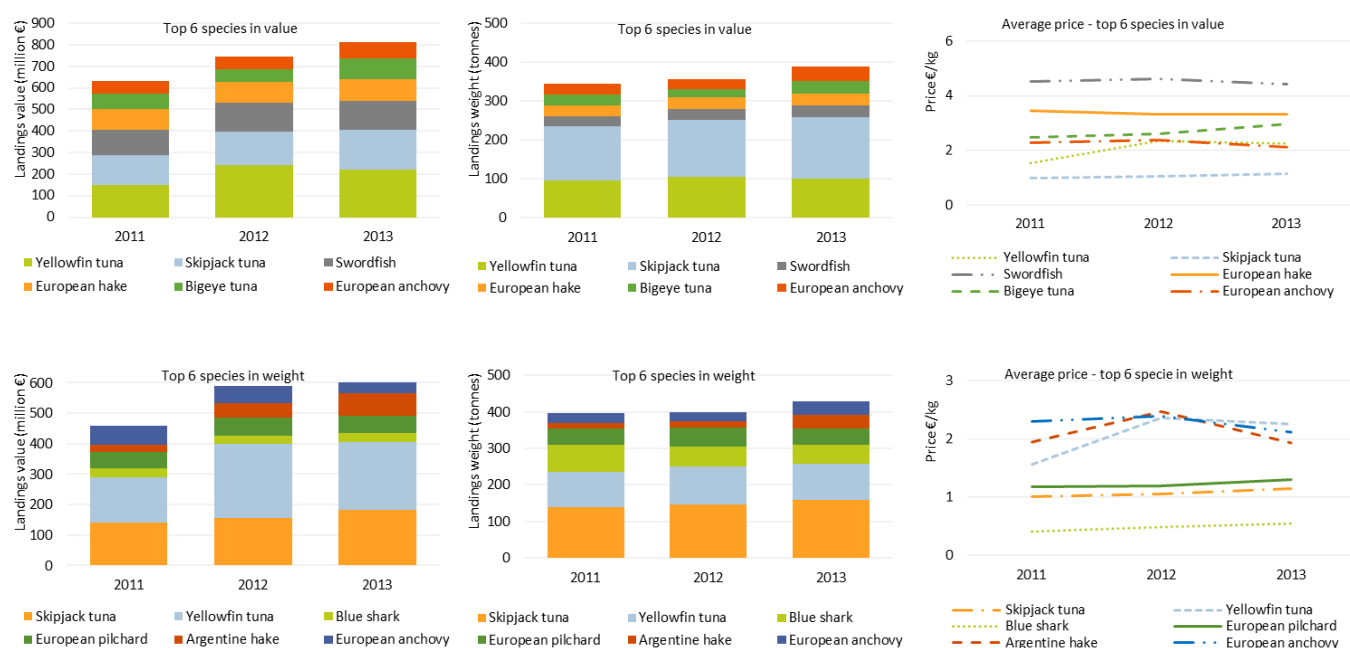 Top 6 species in value
Landings value (million €)
900
800
700
600
500
400
300
200
100
0
2011 2012 2013
Yellowfin tuna Skipjack tuna Swordfish
European hake Bigeye tuna European anchovy
Top 6 species in value
Landings weight (tonnes)
500
400
300
200
100
0
2011 2012 2013
Yellowfin tuna Skipjack tuna Swordfish
European hake Bigeye tuna European anchovy
Average price - top 6 species in value
Price €/kg
6
4
2
0
2011 2012 2013
Yellowfin tuna Skipjack tuna
Swordfish European hake
Bigeye tuna European anchovy
Top 6 species in weight
Landings value (million €)
600
500
400
300
200
100
0
2011 2012 2013
Skipjack tuna Yellowfin tuna Blue shark
European pilchard Argentine hake European anchovy
Top 6 species in weight
Landings weight (tonnes)
500
400
300
200
100
0
2011 2012 2013
Skipjack tuna Yellowfin tuna Blue shark
European pilchard Argentine hake European anchovy
Average price - top 6 specie in weight
Price €/kg
3
2
1
0
2011 2012 2013
Skipjack tuna Yellowfin tuna
Blue shark European pilchard
Argentine hake European anchovy